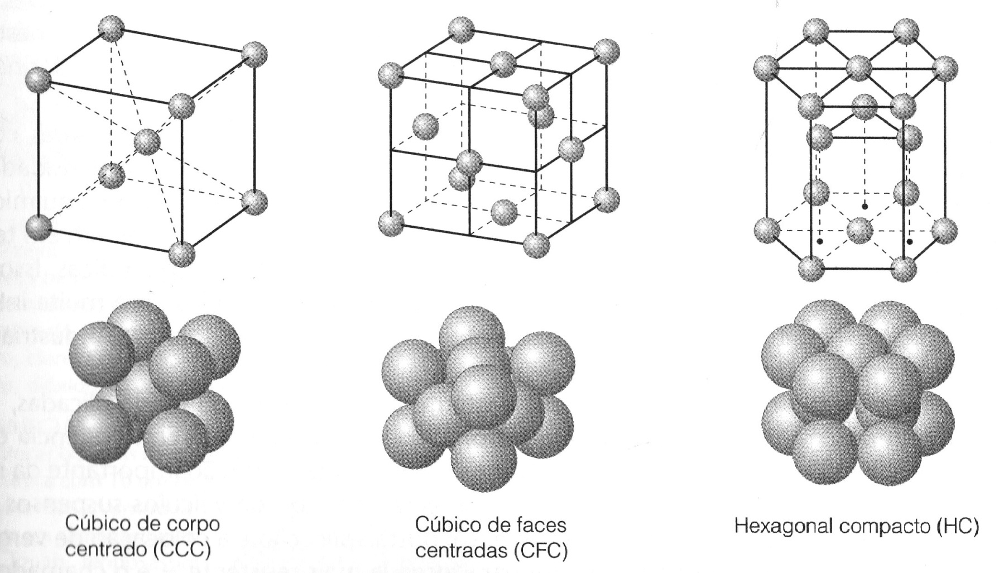 Cúbico de corpo
centrado (CCC)
Cúbico de faces
centradas (CFC)
Hexagonal compacto (HC)